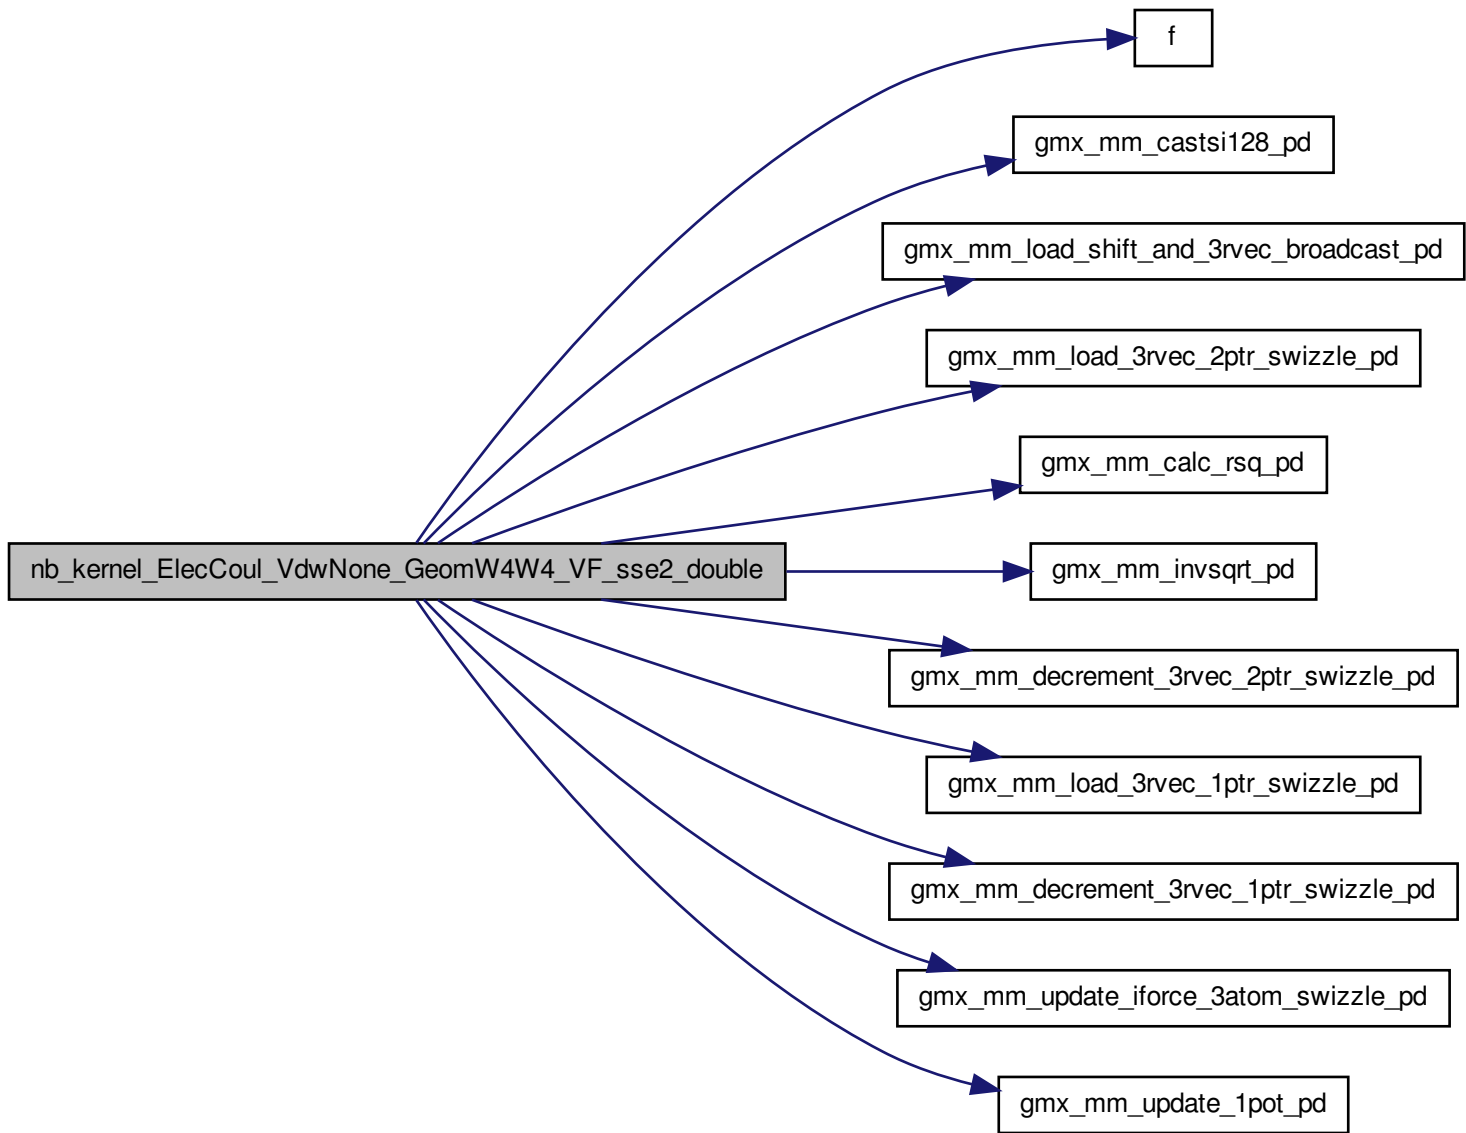 f
gmx_mm_castsi128_pd
gmx_mm_load_shift_and_3rvec_broadcast_pd
gmx_mm_load_3rvec_2ptr_swizzle_pd
gmx_mm_calc_rsq_pd
nb_kernel_ElecCoul_VdwNone_GeomW4W4_VF_sse2_double
gmx_mm_invsqrt_pd
gmx_mm_decrement_3rvec_2ptr_swizzle_pd
gmx_mm_load_3rvec_1ptr_swizzle_pd
gmx_mm_decrement_3rvec_1ptr_swizzle_pd
gmx_mm_update_iforce_3atom_swizzle_pd
gmx_mm_update_1pot_pd